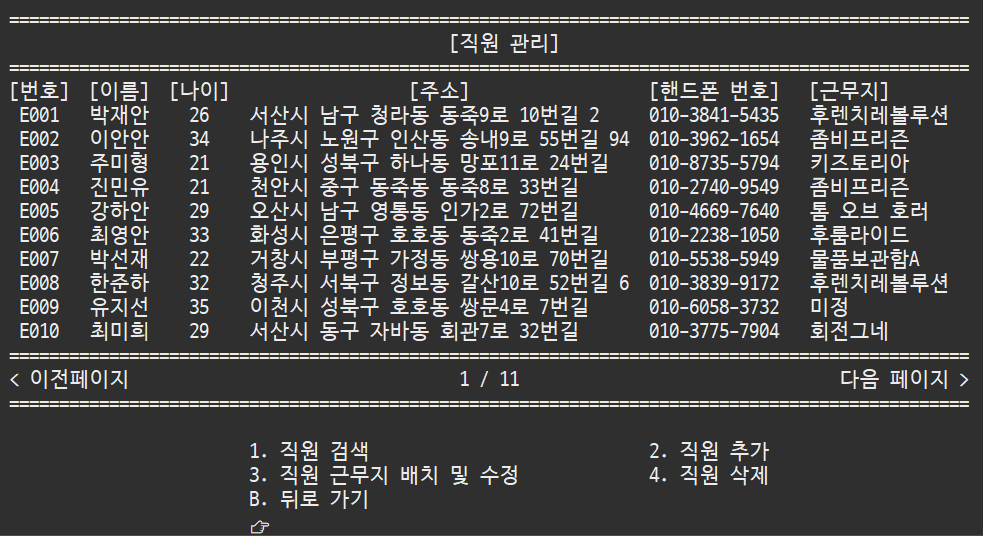 ================================================================================================
[직원 관리]
================================================================================================
[번호] [이름] [나이] [주소] [핸드폰 번호] [근무지]
E001 박재안 26 서산시 남구 청라동 동죽9로 10번길 2 010-3841-5435 후렌치레볼루션
E002 이안안 34 나주시 노원구 인산동 송내9로 55번길 94 010-3962-1654 좀비프리즌
E003 주미형 21 용인시 성북구 하나동 망포11로 24번길 010-8735-5794 키즈토리아
E004 진민유 21 천안시 중구 동죽동 동죽8로 33번길 010-2740-9549 좀비프리즌
E005 강하안 29 오산시 남구 영통동 인가2로 72번길 010-4669-7640 톰 오브 호러
E006 최영안 33 화성시 은평구 호호동 동죽2로 41번길 010-2238-1050 후룸라이드
E007 박선재 22 거창시 부평구 가정동 쌍용10로 70번길 010-5538-5949 물품보관함A
E008 한준하 32 청주시 서북구 정보동 갈산10로 52번길 6 010-3839-9172 후렌치레볼루션
E009 유지선 35 이천시 성북구 호호동 쌍문4로 7번길 010-6058-3732 미정
E010 최미희 29 서산시 동구 자바동 회관7로 32번길 010-3775-7904 회전그네
================================================================================================
< 이전페이지 1 / 11 다음 페이지 >
================================================================================================
1. 직원 검색 2. 직원 추가
3. 직원 근무지 배치 및 수정 4. 직원 삭제
B. 뒤로 가기
☞